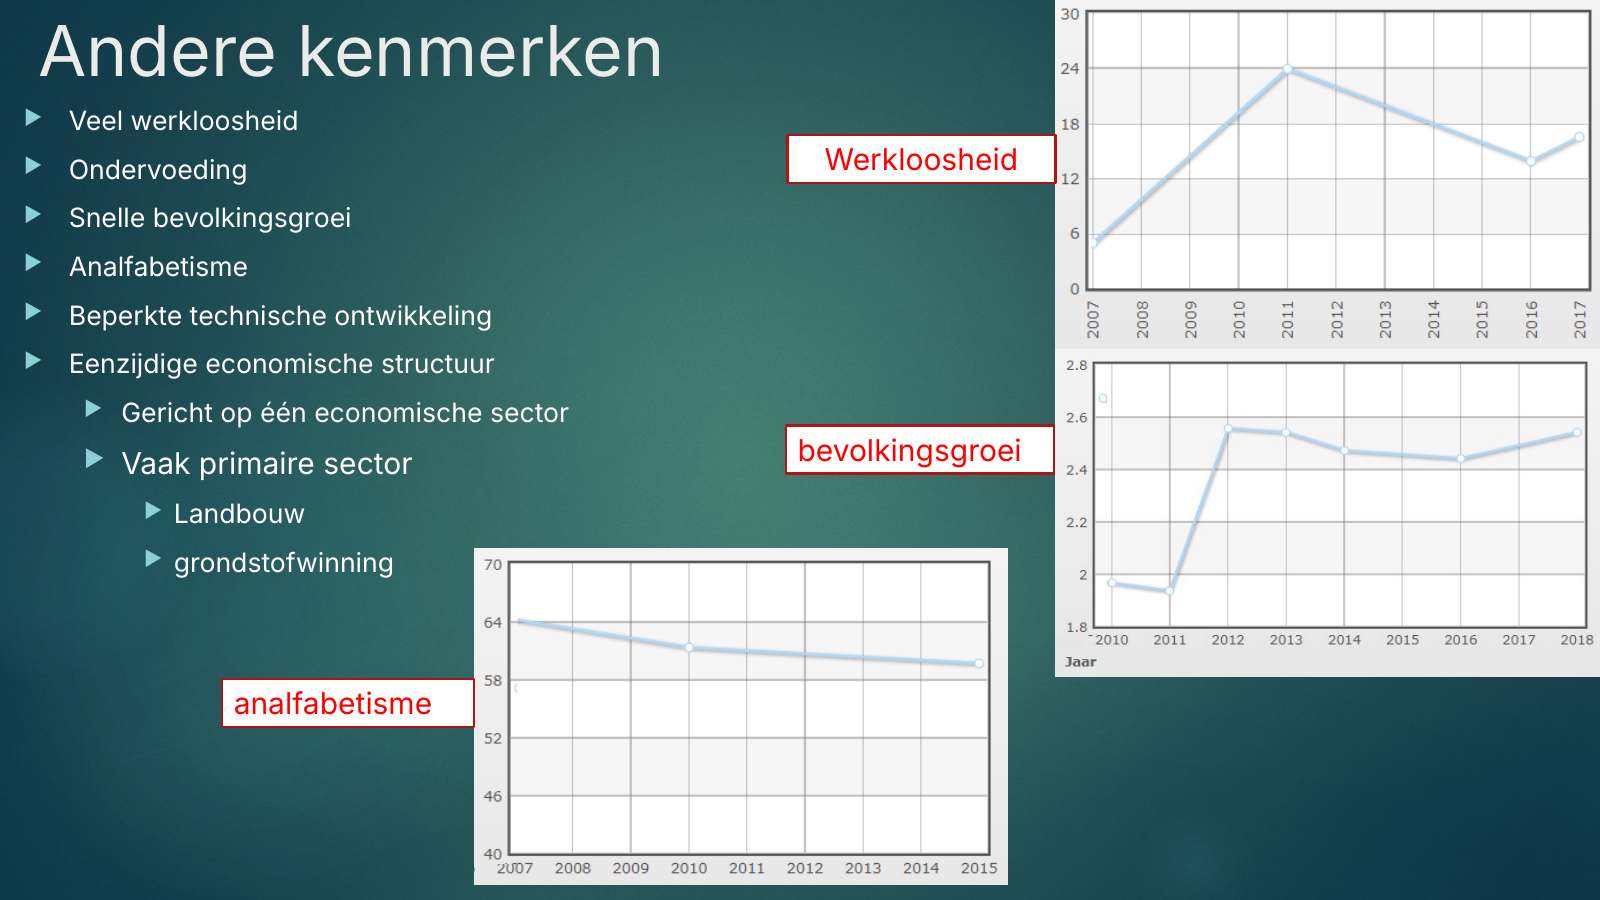 Andere kenmerken
Veel werkloosheid
Ondervoeding
Snelle bevolkingsgroei
Analfabetisme
Beperkte technische ontwikkeling
Eenzijdige economische structuur
Gericht op één economische sector
Vaak primaire sector
Landbouw
grondstofwinning
Werkloosheid
30
24
18
12
6
0
2007 2008 2009 2010 2011 2012 2013 2014 2015 2016 2017
bevolkingsgroei
2.8
2.6
2.4
2.2
2
1.8
2010 2011 2012 2013 2014 2015 2016 2017 2018
Jaar
analfabetisme
70
64
58
52
46
40
2007 2008 2009 2010 2011 2012 2013 2014 2015